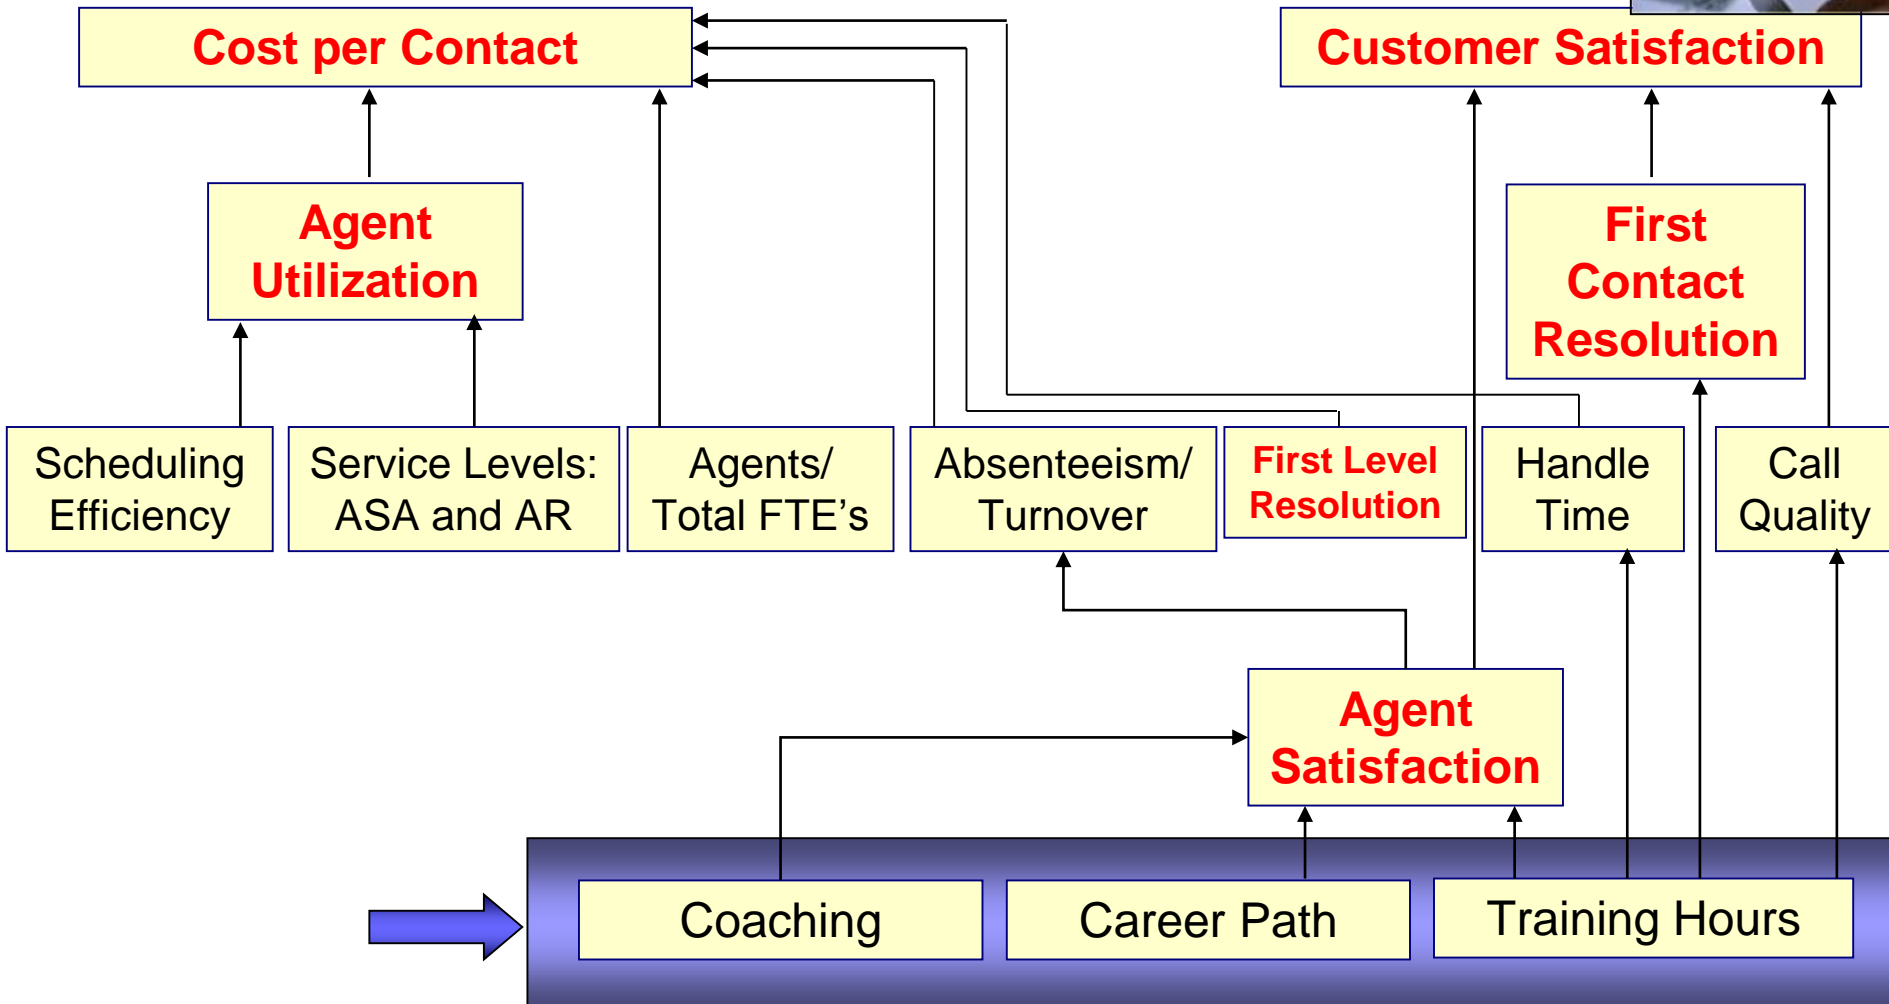 Cost per Contact
Customer Satisfaction
Agent
Utilization
First
Contact
Resolution
Scheduling
Efficiency
Service Levels:
ASA and AR
Agents/
Total FTE's
Absenteeism/
Turnover
First Level
Resolution
Handle
Time
Call
Quality
Agent
Satisfaction
Coaching
Career Path
Training Hours